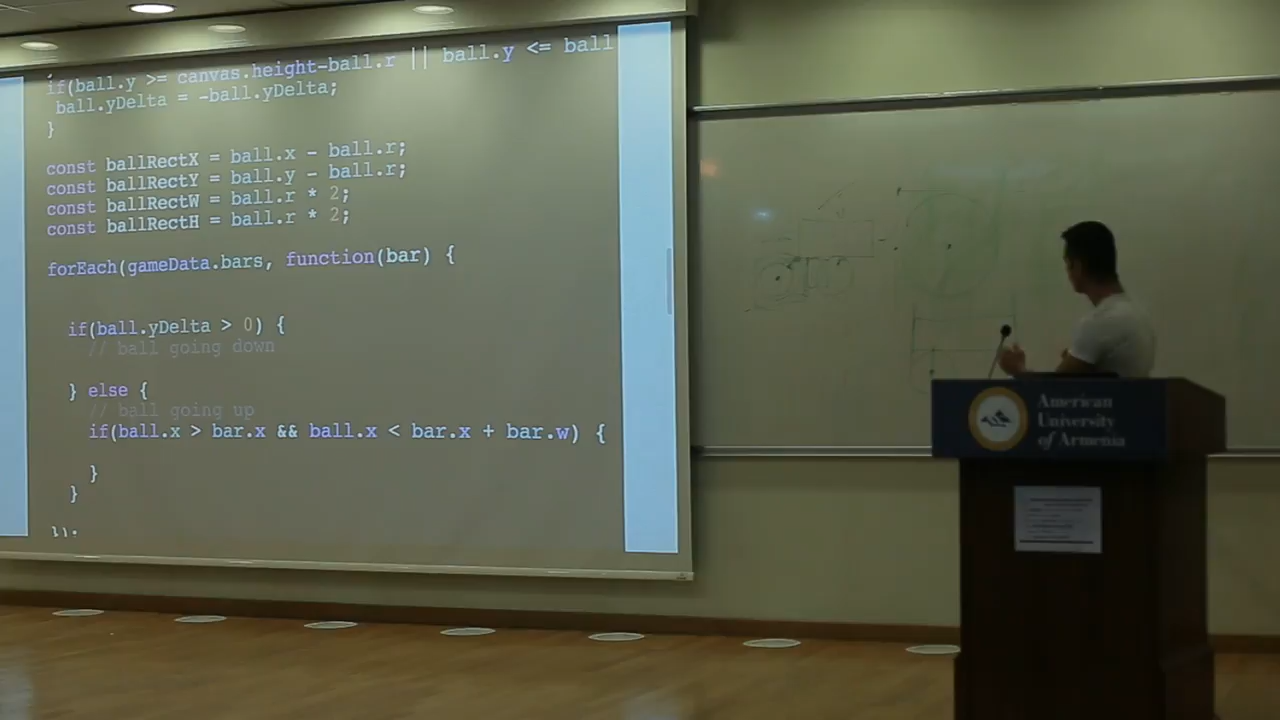 if(ball.y >= canvas.height-ball.r || ball.y <= ball
ball.yDelta = -ball.yDelta;
}
const ballRectX = ball.x - ball.r;
const ballRectY = ball.y - ball.r;
const ballRectW = ball.r * 2;
const ballRectH = ball.r * 2;
forEach(gameData.bars, function(bar) {
if(ball.yDelta > 0) {
// ball going down
} else {
// ball going up
if(ball.x > bar.x && ball.x < bar.x + bar.w) {
}
}
});
American
University
of Armenia